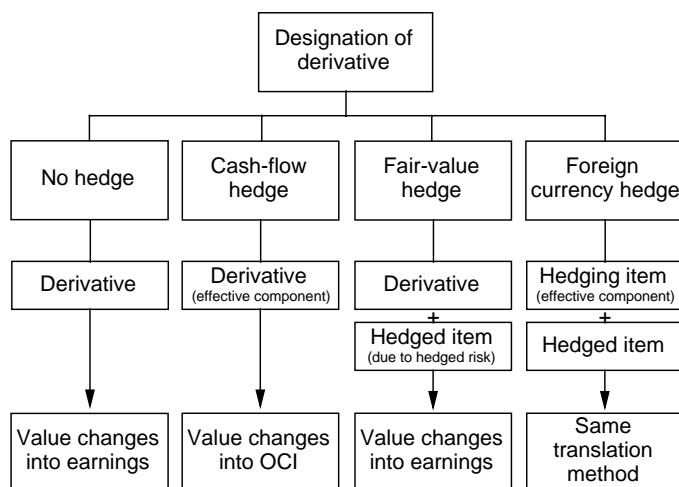 Designation of
derivative
No hedge
Cash-flow
hedge
Fair-value
hedge
Foreign
currency hedge
Derivative
Derivative
(effective component)
Derivative
+
Hedged item
(due to hedged risk)
Hedging item
(effective component)
+
Hedged item
Value changes
into earnings
Value changes
into OCI
Value changes
into earnings
Same
translation
method